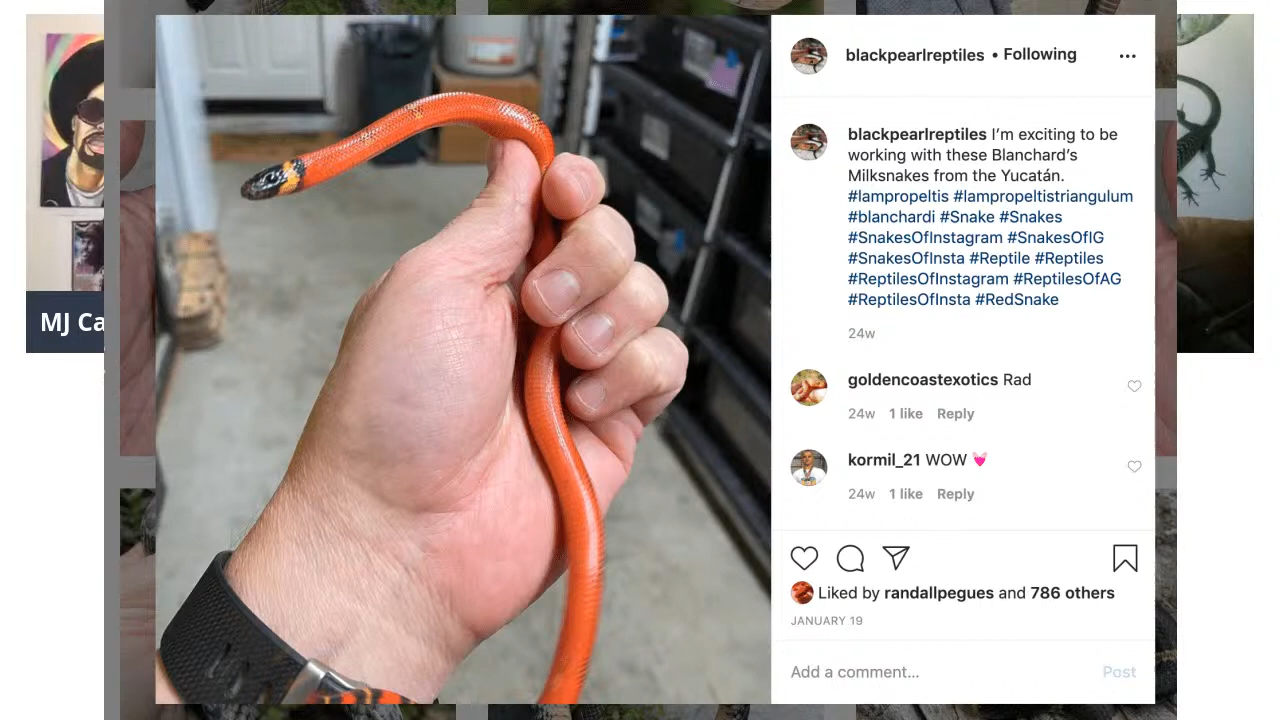 MJ Ca
blackpearlreptiles • Following
blackpearlreptiles I’m exciting to be
working with these Blanchard’s
Milksnakes from the Yucatán.
#lampropeltis #lampropeltistriangulum
#blanchardi #Snake #Snakes
#SnakesOfInstagram #SnakesOfIG
#SnakesOfInsta #Reptile #Reptiles
#ReptilesOfInstagram #ReptilesOfAG
#ReptilesOfInsta #RedSnake
24w
goldencoastexotics Rad
24w 1 like Reply
kormil_21 WOW 💓
24w 1 like Reply
Liked by randallpegues and 786 others
JANUARY 19
Add a comment... Post